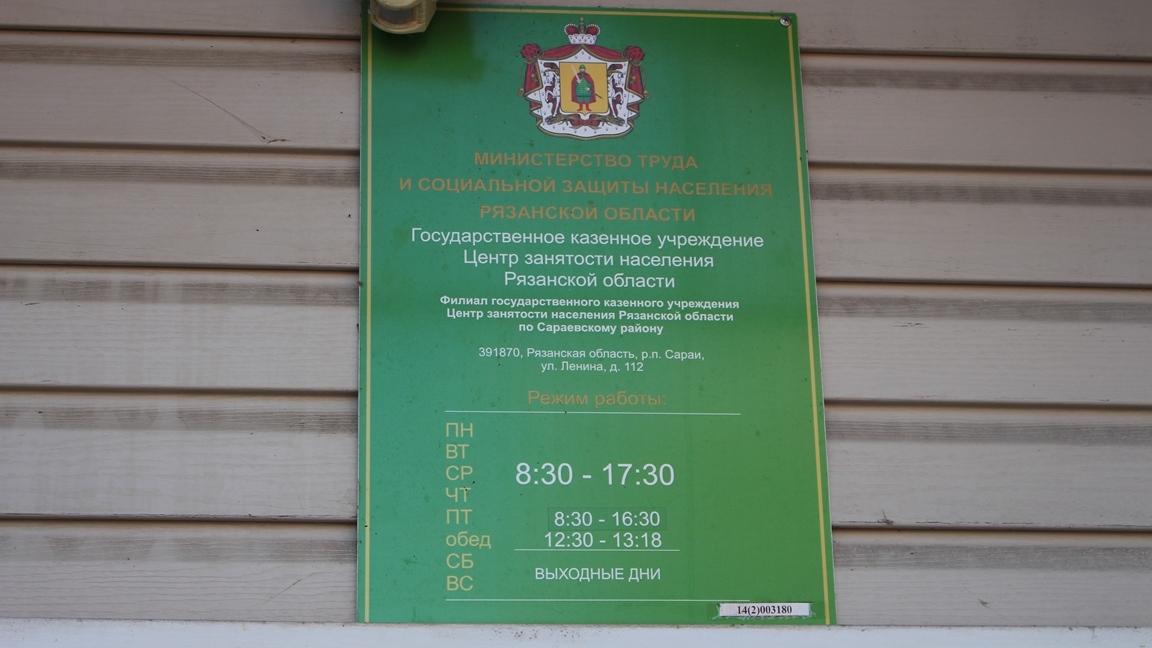 МИНИСТЕРСТВО ТРУДА
И СОЦИАЛЬНОЙ ЗАЩИТЫ НАСЕЛЕНИЯ
РЯЗАНСКОЙ ОБЛАСТИ
Государственное казенное учреждение
Центр занятости населения
Рязанской области
Филиал государственного казенного учреждения
Центр занятости населения Рязанской области
по Сараевскому району
391870, Рязанская область, р.п. Сараи,
ул. Ленина, д. 112
Режим работы:
ПН
ВТ
СР 8:30 - 17:30
ЧТ
ПТ 8:30 - 16:30
обед 12:30 - 13:18
СБ
ВЫХОДНЫЕ ДНИ
ВС
14(2)003180